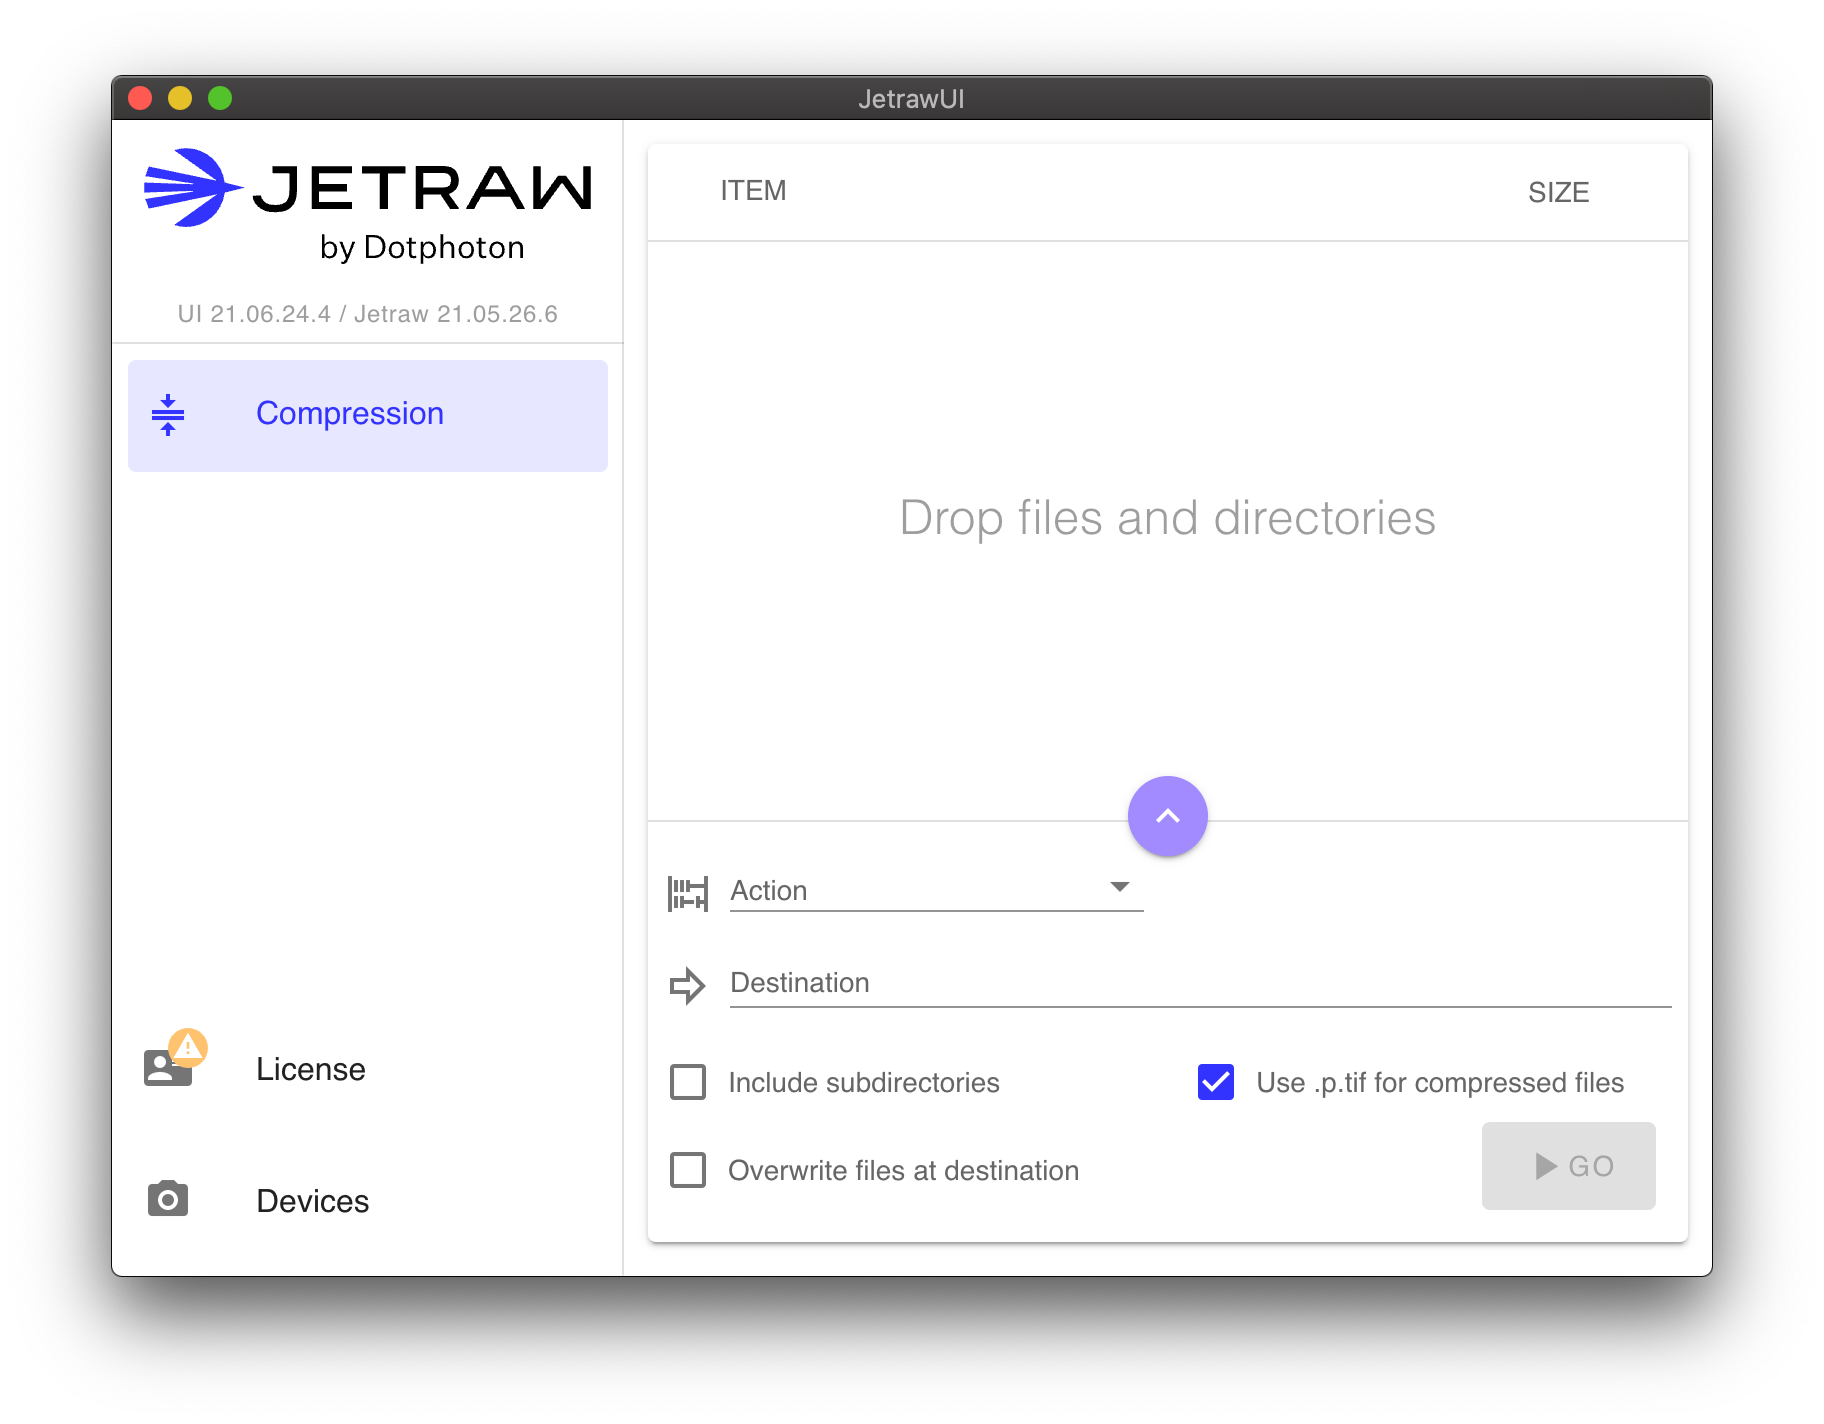 JetrawUI
JETRAW
by Dotphoton
UI 21.06.24.4 / Jetraw 21.05.26.6
Compression
License
Devices
ITEM SIZE
Drop files and directories
Action
Destination
Include subdirectories Use .p.tif for compressed files
Overwrite files at destination GO